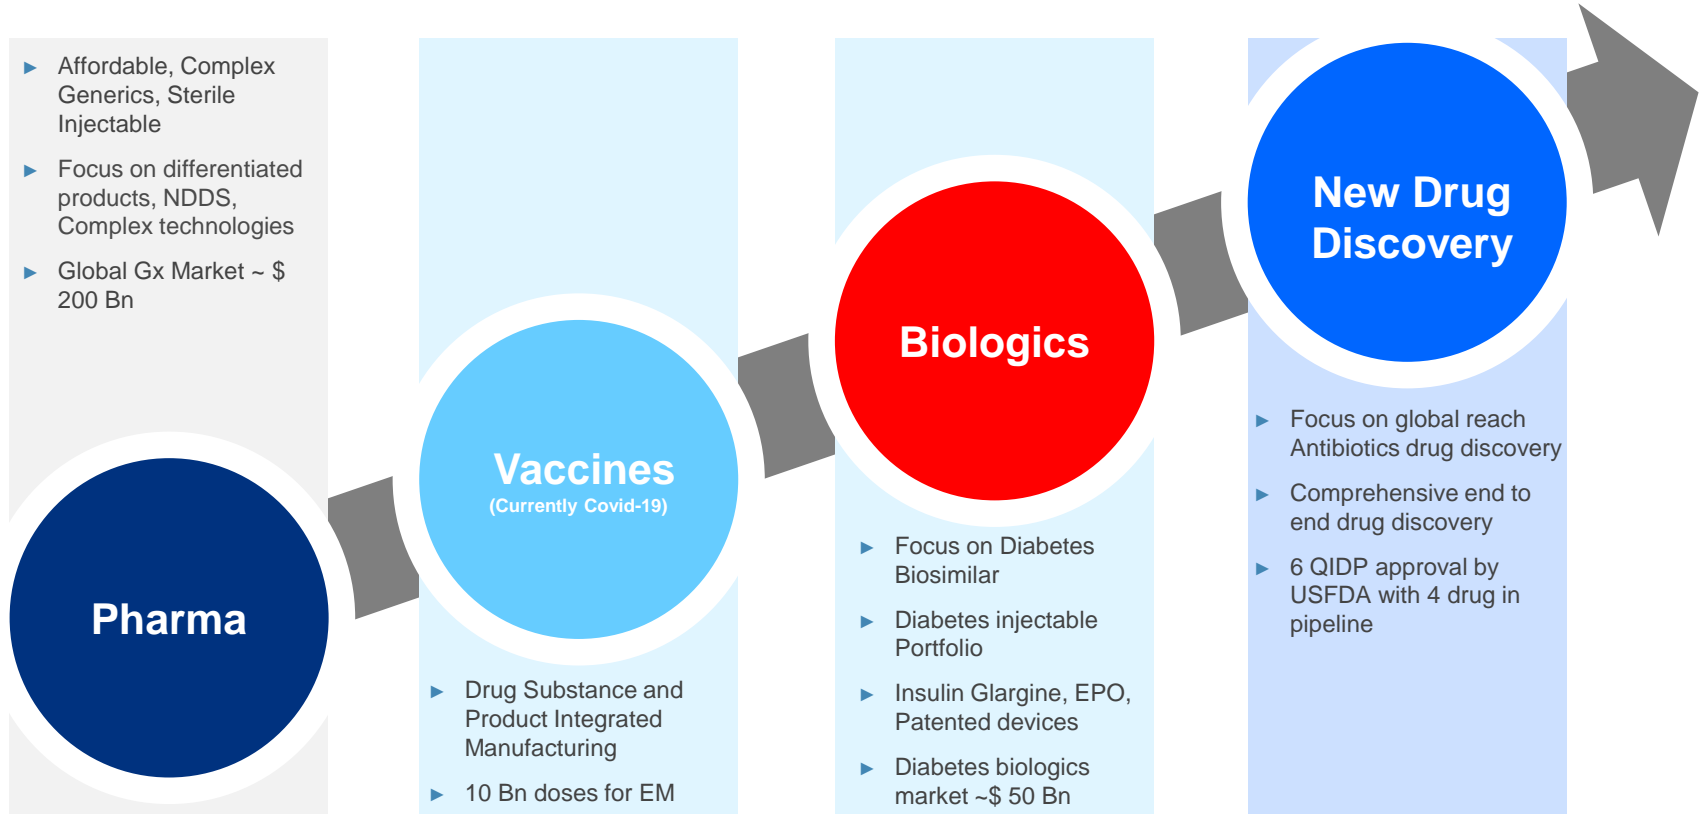 ► Affordable, Complex
Generics, Sterile
Injectable
► Focus on differentiated
products, NDDS,
Complex technologies
► Global Gx Market ~ $
200 Bn
Pharma
Vaccines
(Currently Covid-19)
► Drug Substance and
Product Integrated
Manufacturing
► 10 Bn doses for EM
Biologics
► Focus on Diabetes
Biosimilar
► Diabetes injectable
Portfolio
► Insulin Glargine, EPO,
Patented devices
► Diabetes biologics
market ~$ 50 Bn
New Drug
Discovery
► Focus on global reach
Antibiotics drug discovery
► Comprehensive end to
end drug discovery
► 6 QIDP approval by
USFDA with 4 drug in
pipeline